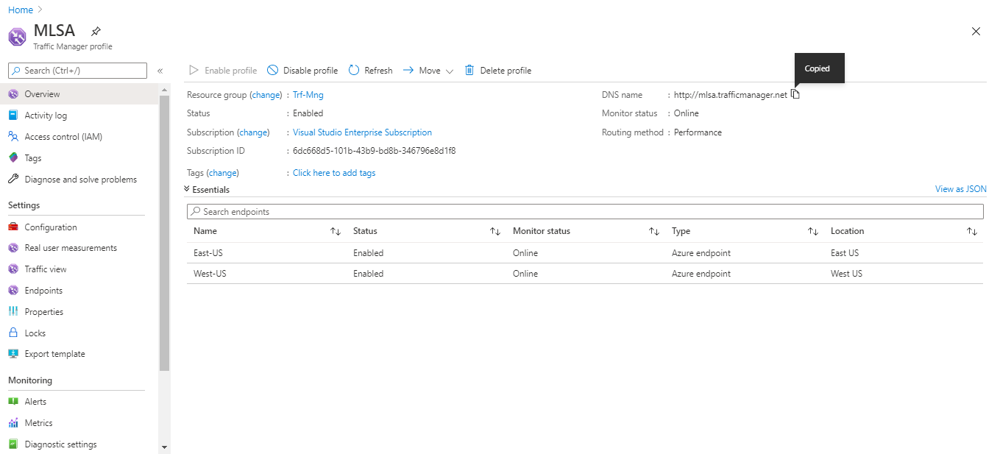 Home
MLSA
Traffic Manager profile
Search (Ctrl+/)
«
Enable profile Disable profile Refresh Move Delete profile
Copied
Overview
Activity log
Access control (IAM)
Tags
Diagnose and solve problems
Settings
Configuration
Real user measurements
Traffic view
Endpoints
Properties
Locks
Export template
Monitoring
Alerts
Metrics
Diagnostic settings
Resource group (change) : Trf-Mng
Status : Enabled
Subscription (change) : Visual Studio Enterprise Subscription
Subscription ID : 6dc668d5-101b-43b9-bd8b-346796e8d1f8
Tags (change) : Click here to add tags
DNS name : http://mlsa.trafficmanager.net
Monitor status : Online
Routing method : Performance
Essentials View as JSON
Search endpoints
Name Status Monitor status Type Location
East-US Enabled Online Azure endpoint East US
West-US Enabled Online Azure endpoint West US